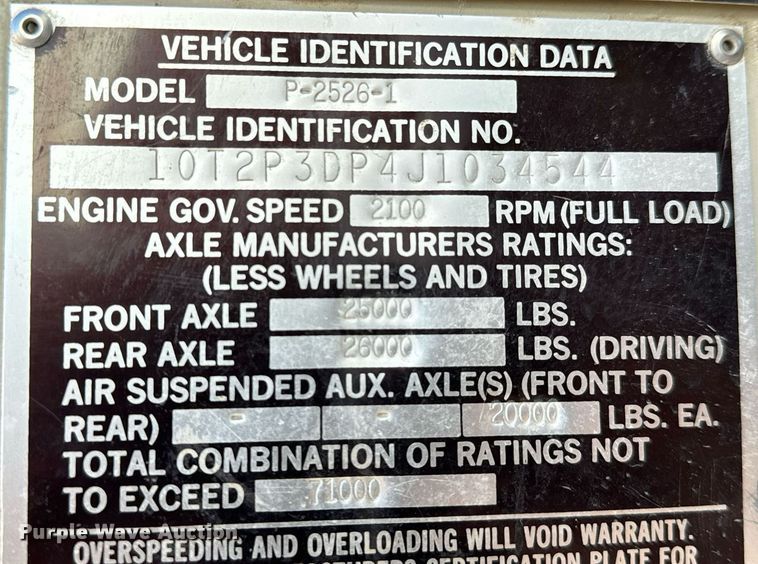 VEHICLE IDENTIFICATION DATA
MODEL P-2526-1
VEHICLE IDENTIFICATION NO.
10T2P3DP4J1034544
ENGINE GOV. SPEED 2100 RPM (FULL LOAD)
AXLE MANUFACTURERS RATINGS:
(LESS WHEELS AND TIRES)
FRONT AXLE 25000 LBS.
REAR AXLE 26000 LBS. (DRIVING)
AIR SUSPENDED AUX. AXLE(S) (FRONT TO
REAR) - - 20000 LBS. EA.
TOTAL COMBINATION OF RATINGS NOT
TO EXCEED 71000
Purple Wave Auction
OVERSPEEDING AND OVERLOADING WILL VOID WARRANTY.
CERTIFICATION PLATE FOR